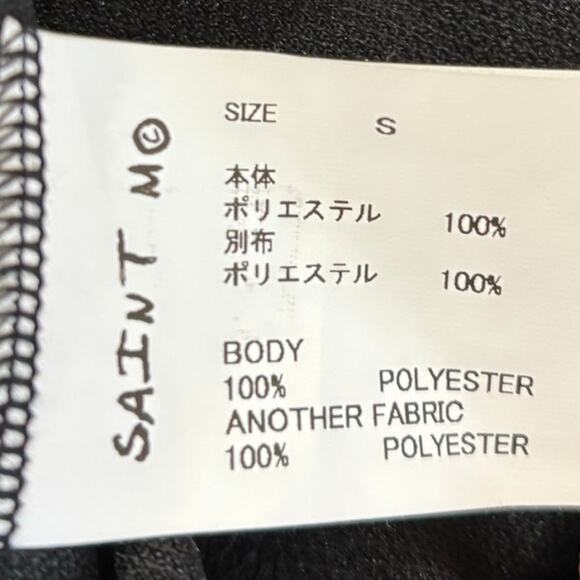 SAINT M©
SIZE S
本体
ポリエステル 100%
別布
ポリエステル 100%
BODY
100% POLYESTER
ANOTHER FABRIC
100% POLYESTER